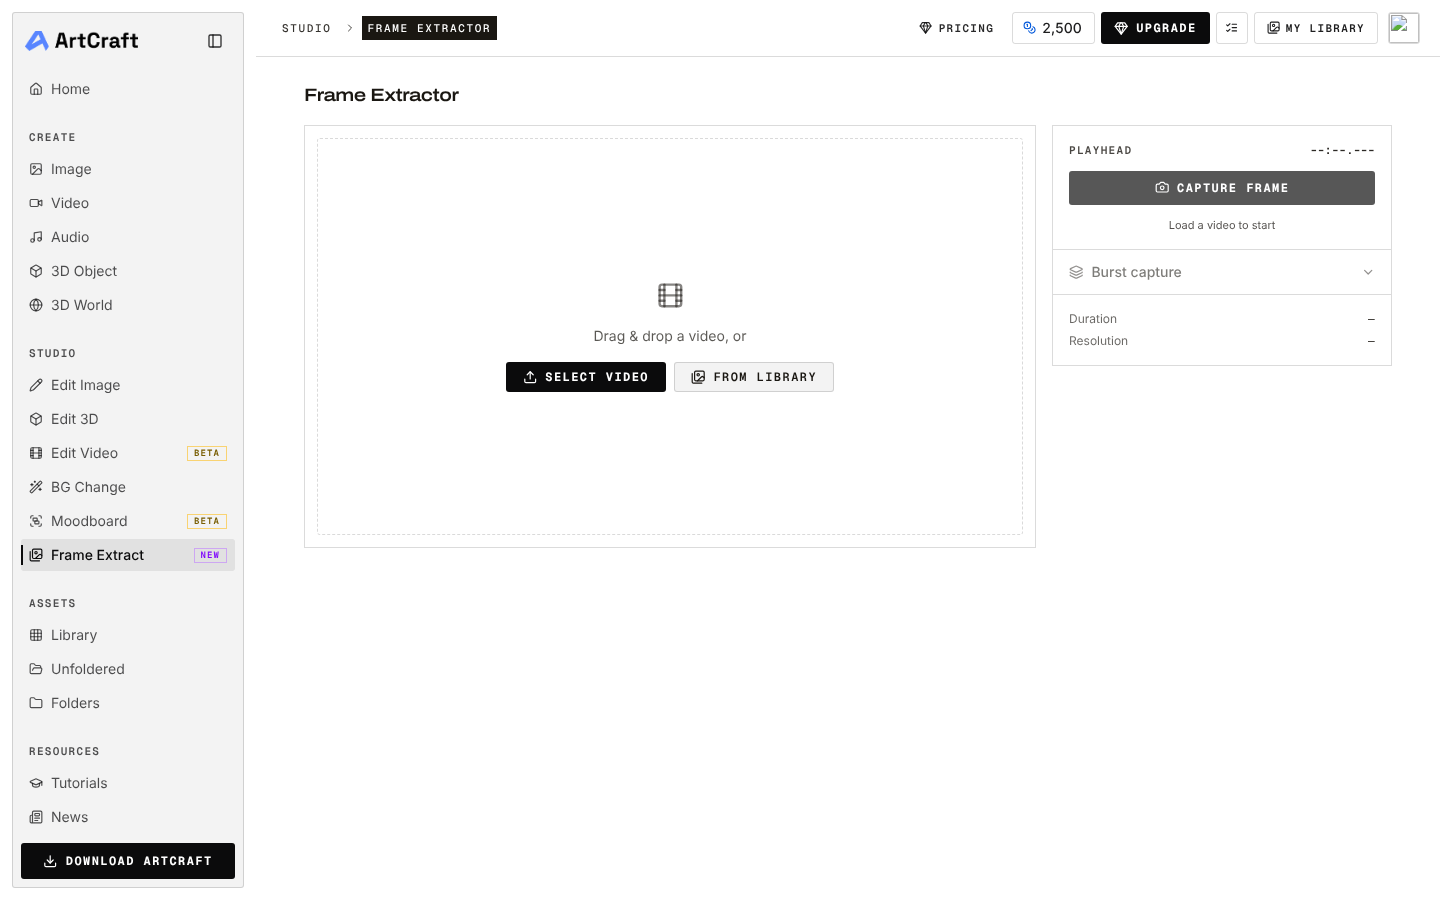 ArtCraft
Home
CREATE
Image
Video
Audio
3D Object
3D World
STUDIO
Edit Image
Edit 3D
Edit Video BETA
BG Change
Moodboard BETA
Frame Extract NEW
ASSETS
Library
Unfoldered
Folders
RESOURCES
Tutorials
News
DOWNLOAD ARTCRAFT
STUDIO > FRAME EXTRACTOR
PRICING
2,500
UPGRADE
MY LIBRARY
Frame Extractor
Drag & drop a video, or
SELECT VIDEO
FROM LIBRARY
PLAYHEAD --:--.---
CAPTURE FRAME
Load a video to start
Burst capture
Duration –
Resolution –